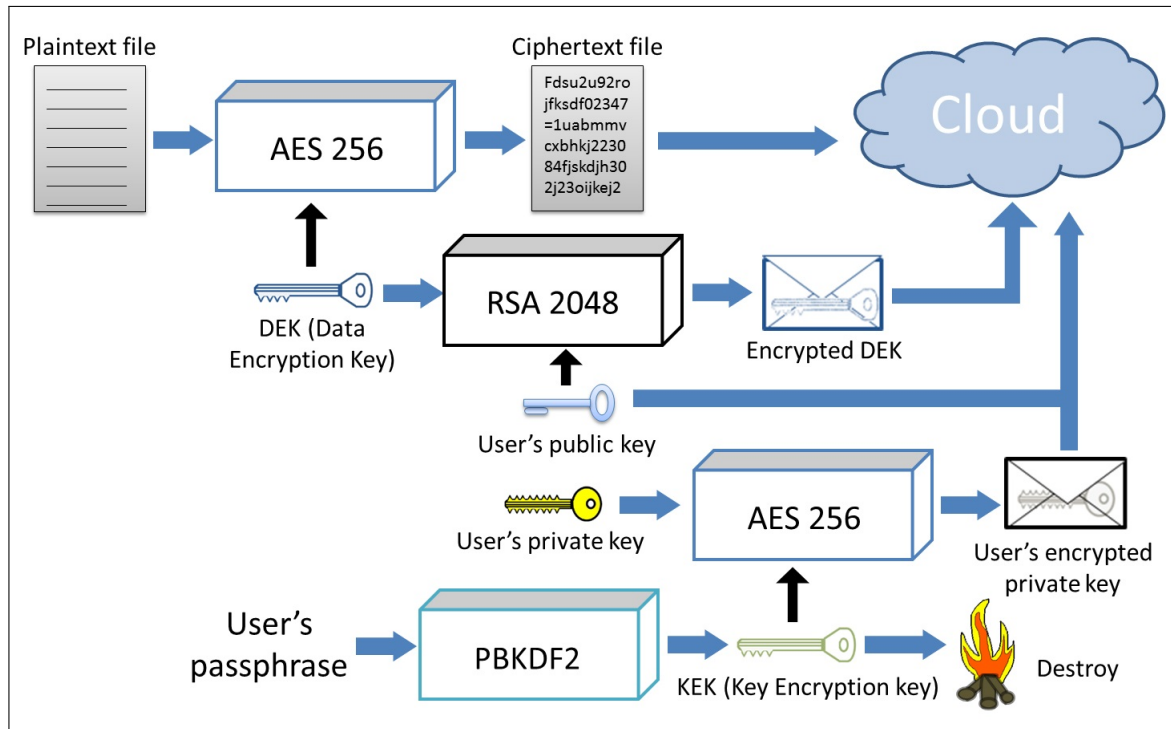 Plaintext file
Ciphertext file
Fdsu2u92ro
jfksdf02347
=1uabmmv
cxbhkj2230
84fjskdjh30
2j23oijkej2
Cloud
AES 256
RSA 2048
DEK (Data
Encryption Key)
Encrypted DEK
User's public key
AES 256
User's private key
User's encrypted
private key
User's
passphrase
PBKDF2
KEK (Key Encryption key)
Destroy